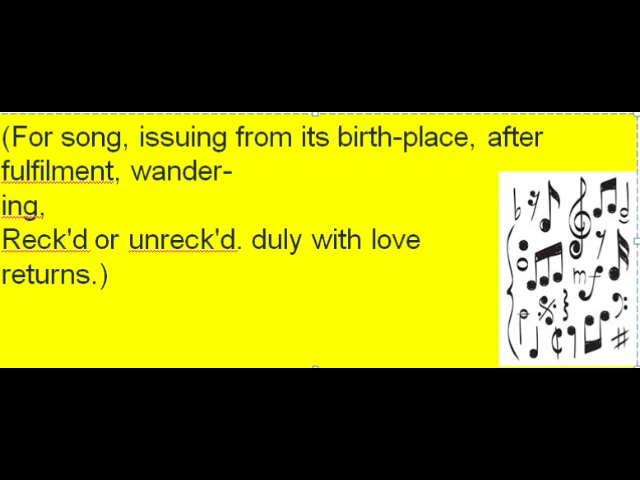 (For song, issuing from its birth-place, after
fulfilment, wander-
ing,
Reck'd or unreck'd. duly with love
returns.)